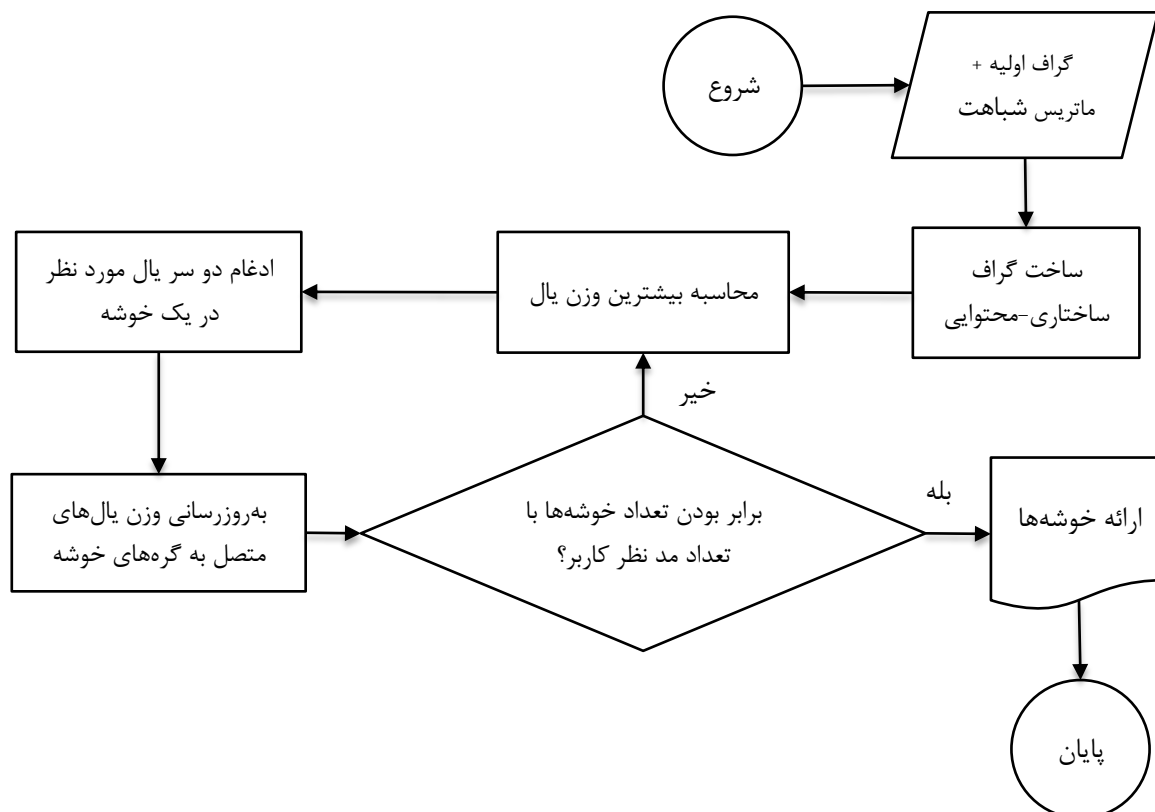 شروع
گراف اولیه +
ماتریس شباهت
ساخت گراف
ساختاری-محتوایی
محاسبه بیشترین وزن یال
ادغام دو سر یال مورد نظر
در یک خوشه
به‌روزرسانی وزن یال‌های
متصل به گره‌های خوشه
برابر بودن تعداد خوشه‌ها با
تعداد مد نظر کاربر؟
خیر
بله
ارائه خوشه‌ها
پایان